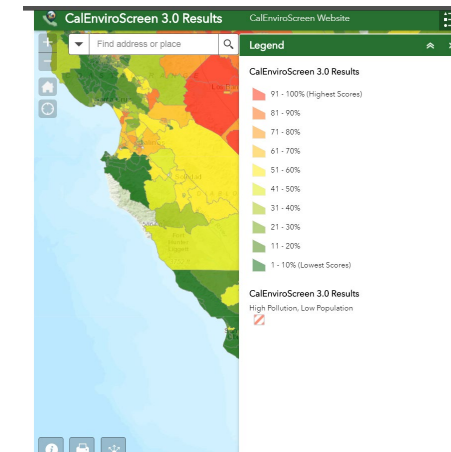 CalEnviroScreen 3.0 Results
CalEnviroScreen Website
Find address or place
Legend
CalEnviroScreen 3.0 Results
91 - 100% (Highest Scores)
81 - 90%
71 - 80%
61 - 70%
51 - 60%
41 - 50%
31 - 40%
21 - 30%
11 - 20%
1 - 10% (Lowest Scores)
CalEnviroScreen 3.0 Results
High Pollution, Low Population